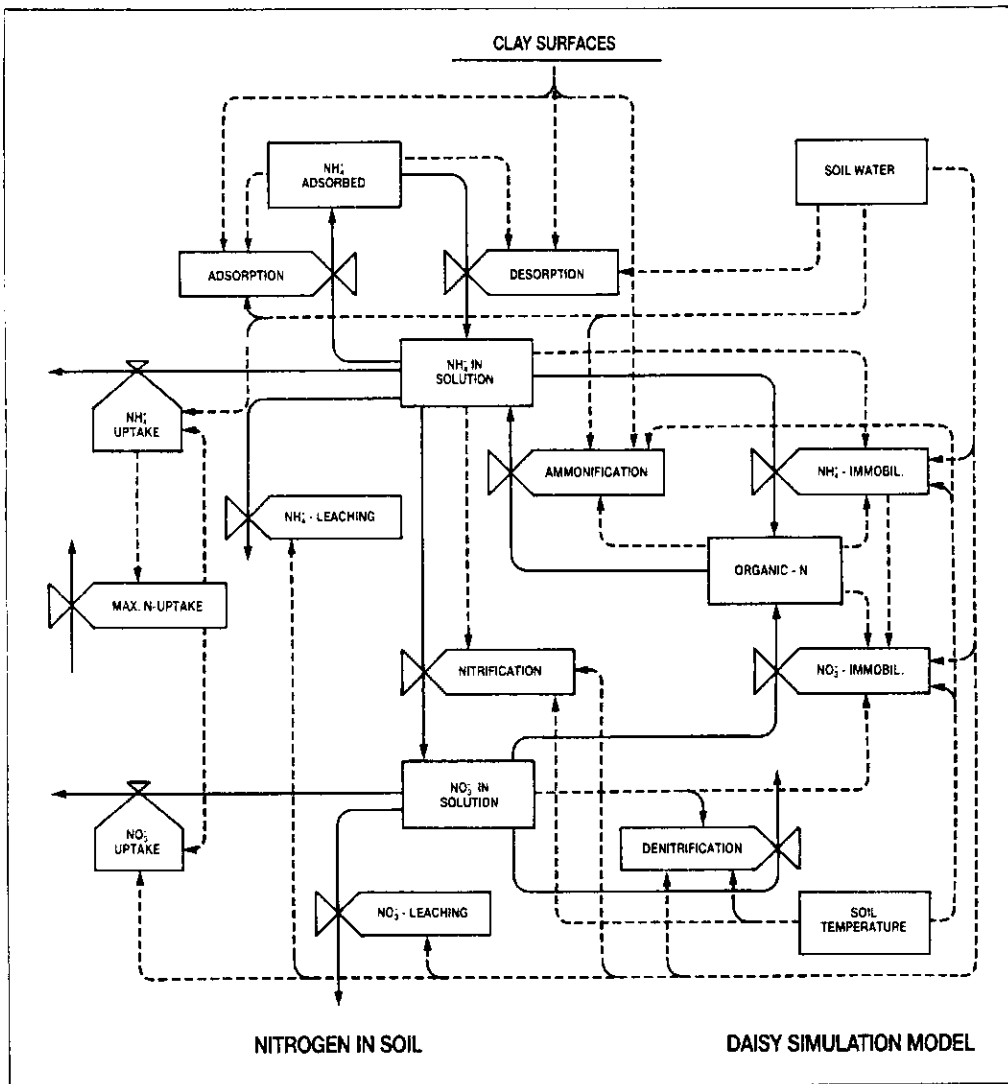 CLAY SURFACES
NH₄⁺
ADSORBED
SOIL WATER
ADSORPTION
DESORPTION
NH₄⁺ IN
SOLUTION
NH₄⁺
UPTAKE
AMMONIFICATION
NH₄⁺ - IMMOBIL.
NH₄⁺ - LEACHING
ORGANIC - N
MAX. N-UPTAKE
NITRIFICATION
NO₃⁻ - IMMOBIL.
NO₃⁻ IN
SOLUTION
NO₃⁻
UPTAKE
DENITRIFICATION
NO₃⁻ - LEACHING
SOIL
TEMPERATURE
NITROGEN IN SOIL
DAISY SIMULATION MODEL